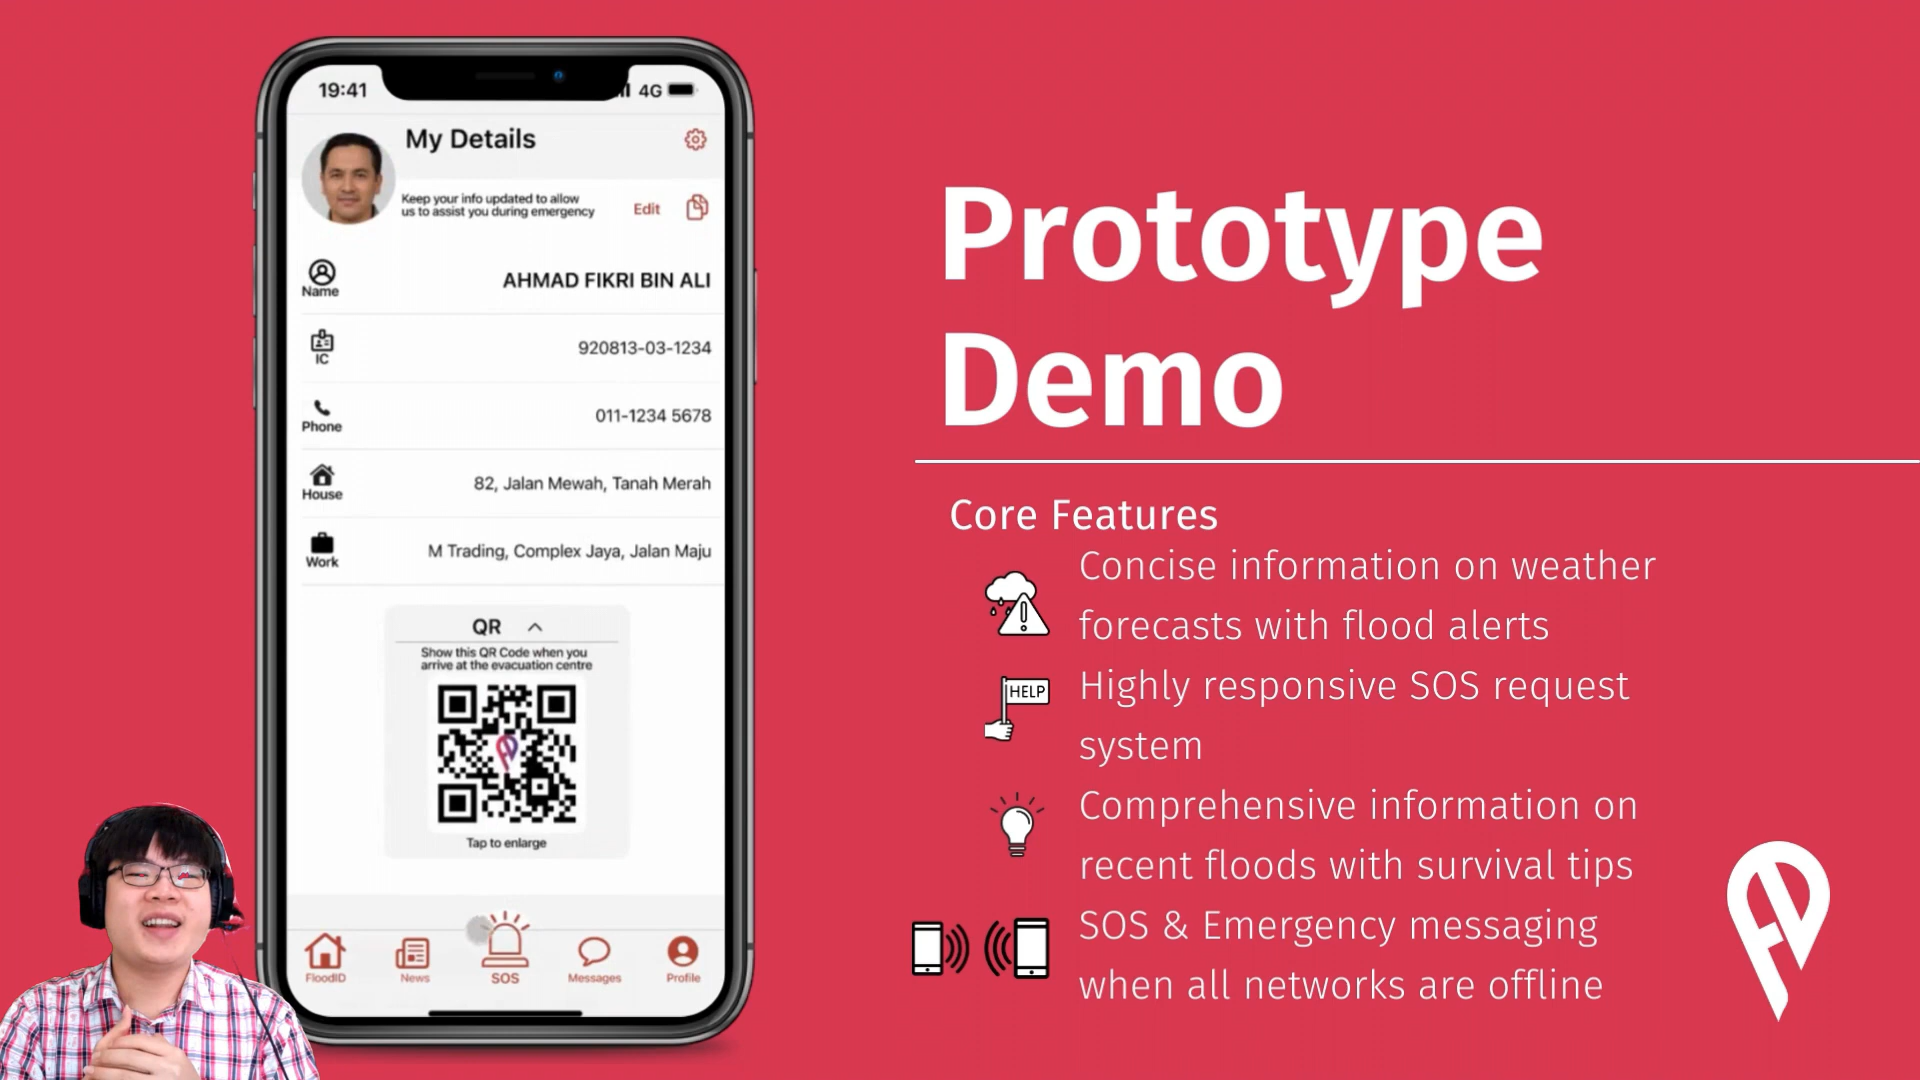 19:41
4G
My Details
Keep your info updated to allow
us to assist you during emergency
Edit
Name
AHMAD FIKRI BIN ALI
IC
920813-03-1234
Phone
011-1234 5678
House
82, Jalan Mewah, Tanah Merah
Work
M Trading, Complex Jaya, Jalan Maju
QR
Show this QR Code when you
arrive at the evacuation centre
Tap to enlarge
FloodID
News
SOS
Messages
Profile
Prototype
Demo
Core Features
Concise information on weather
forecasts with flood alerts
HELP
Highly responsive SOS request
system
Comprehensive information on
recent floods with survival tips
SOS & Emergency messaging
when all networks are offline